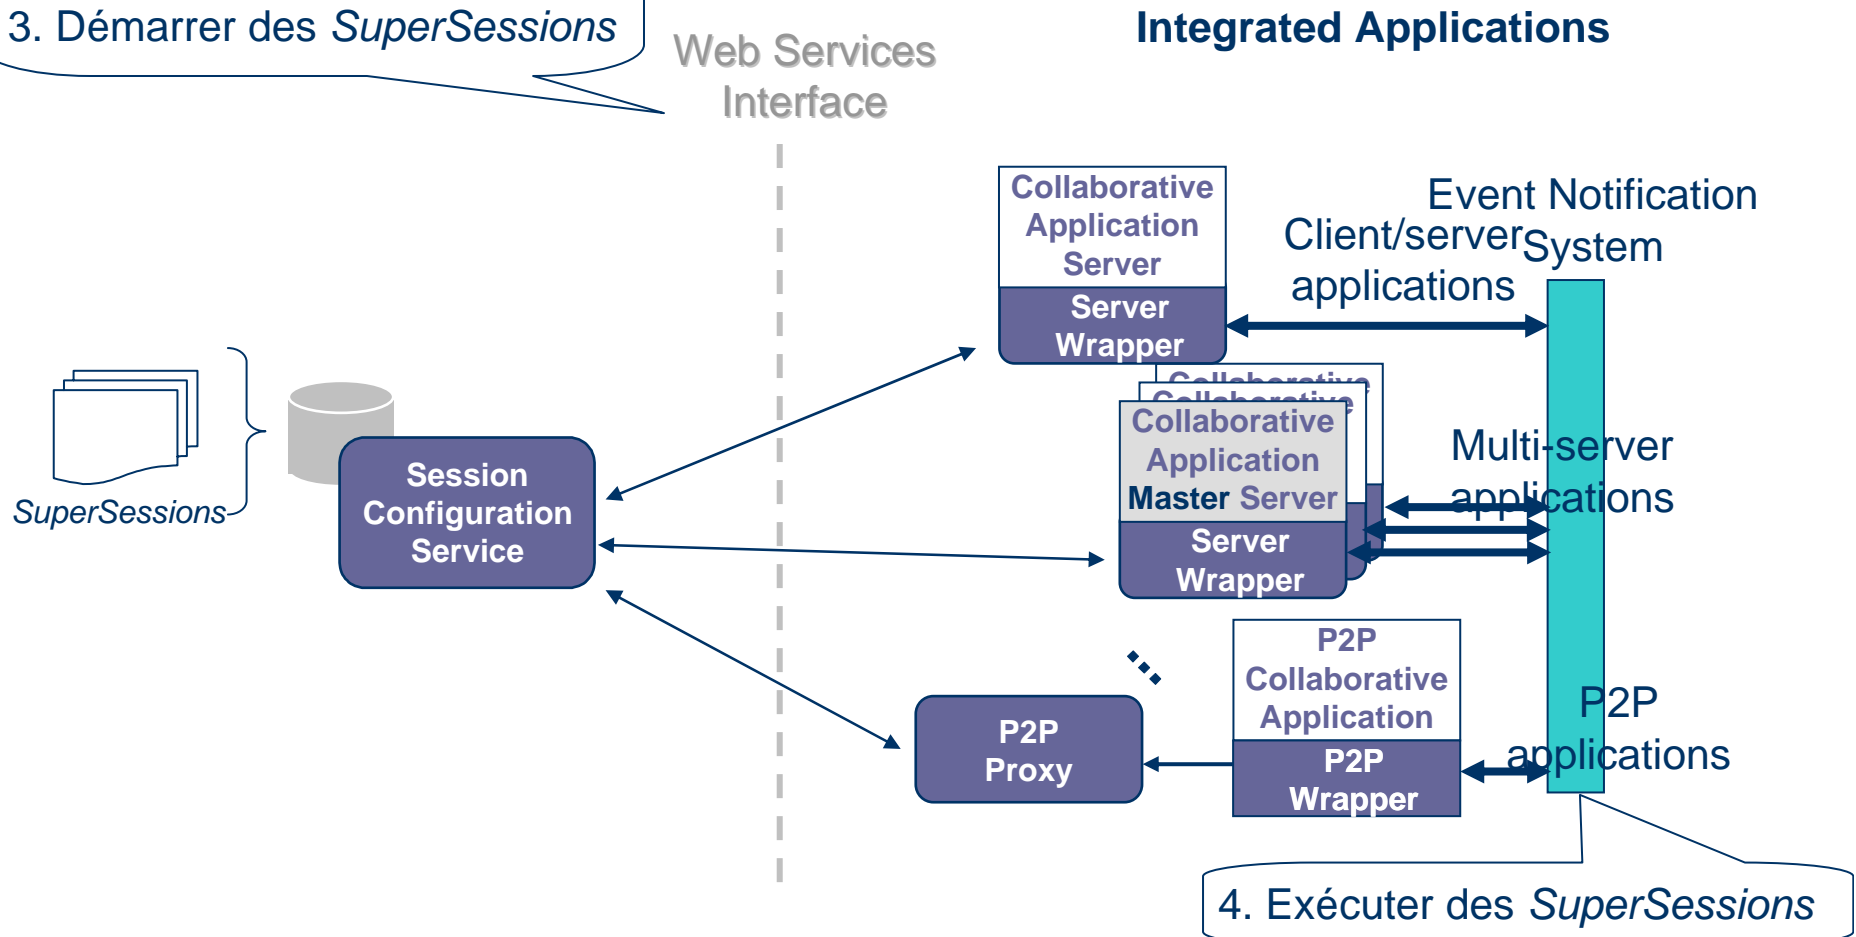 3. Démarrer des SuperSessions
Integrated Applications
Web Services
Interface
Collaborative
Application
Server
Server
Wrapper
Event Notification
System
Client/server
applications
Collaborative
Collaborative
Collaborative
Application
Master Server
Server
Wrapper
Multi-server
applications
SuperSessions
Session
Configuration
Service
P2P
Collaborative
Application
P2P
Wrapper
P2P
Proxy
P2P
applications
4. Exécuter des SuperSessions